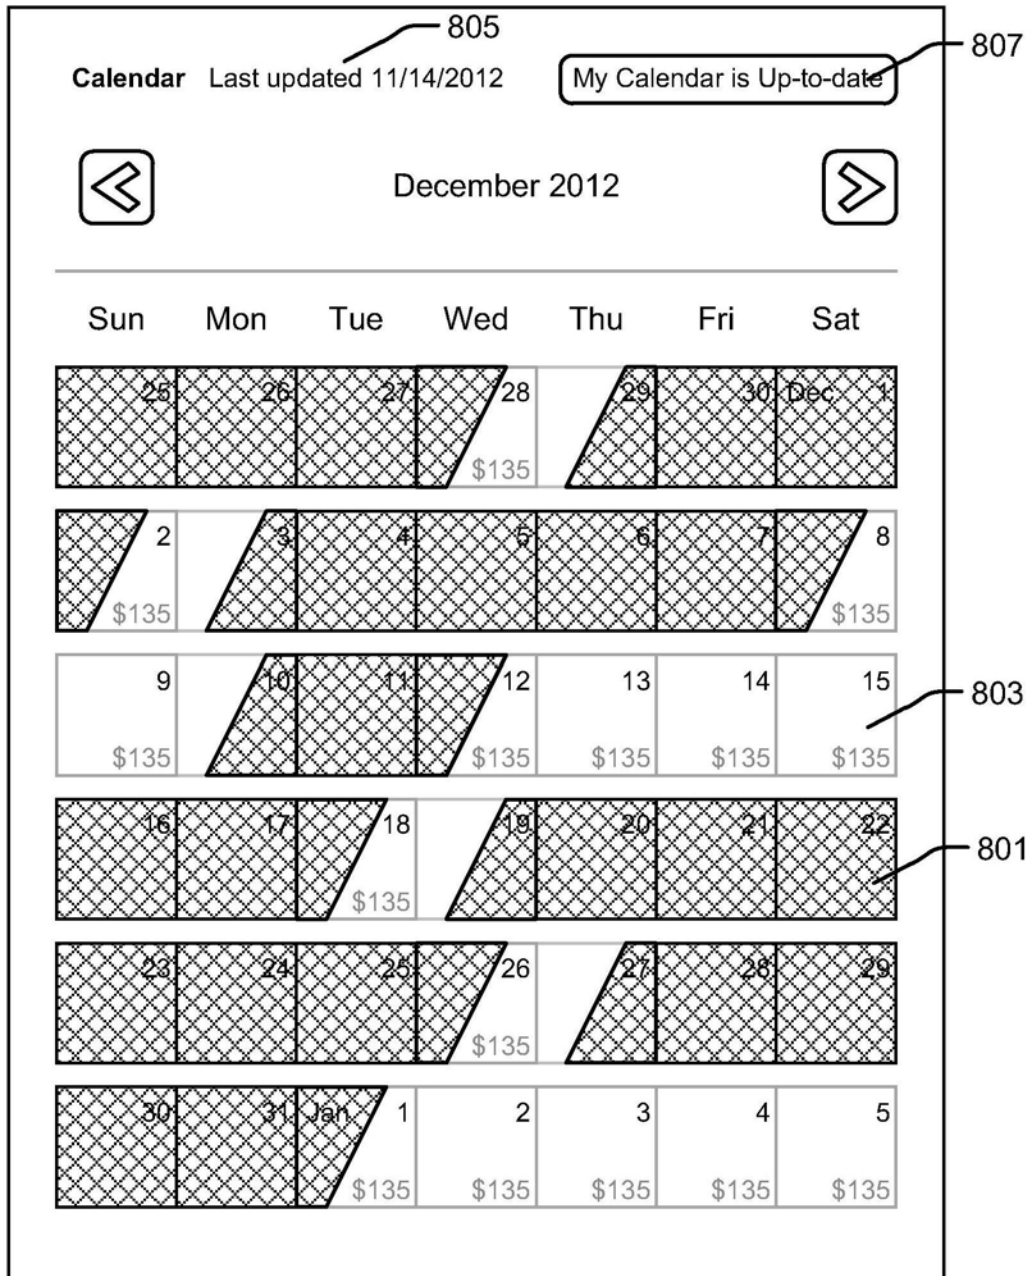 805
807
Calendar Last updated 11/14/2012 My Calendar is Up-to-date
December 2012
Sun Mon Tue Wed Thu Fri Sat
25 26 27 28 29 30 Dec 1
$135
2 3 4 5 6 7 8
$135 $135
9 10 11 12 13 14 15
803
$135 $135 $135 $135 $135
16 17 18 19 20 21 22
801
$135
23 24 25 26 27 28 29
$135
30 31 Jan 1 2 3 4 5
$135 $135 $135 $135 $135